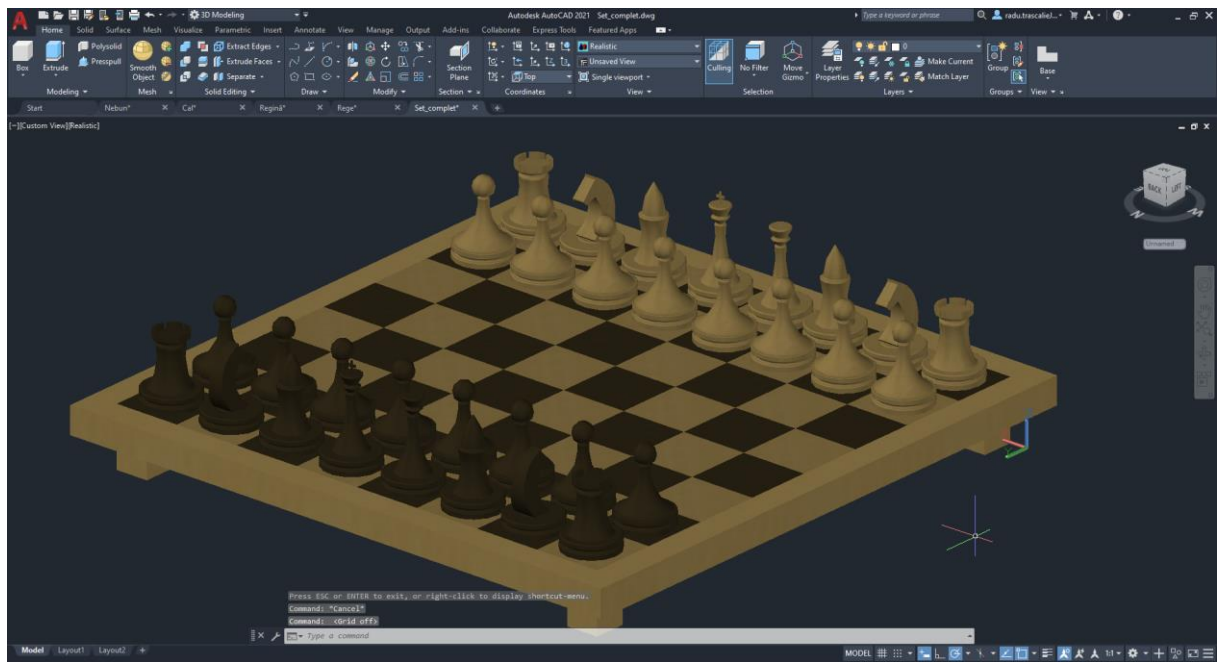 3D Modeling
Autodesk AutoCAD 2021 Set_complet.dwg
Type a keyword or phrase
radu.trascaliel...
Home Solid Surface Mesh Visualize Parametric Insert Annotate View Manage Output Add-ins Collaborate Express Tools Featured Apps
Polysolid
Presspull
Box
Extrude
Smooth
Object
Extract Edges
Extrude Faces
Separate
Section
Plane
Realistic
Unsaved View
Top
Single viewport
Culling
No Filter
Move
Gizmo
Layer
Properties
0
Make Current
Match Layer
Group
Base
Modeling Mesh Solid Editing Draw Modify Section Coordinates View Selection Layers Groups View
Start Nebun* Cal* Regină* Rege* Set_complet*
[−][Custom View][Realistic]
BACK
LEFT
N
Unnamed
Press ESC or ENTER to exit, or right-click to display shortcut-menu.
Command: *Cancel*
Command: <Grid off>
Type a command
Model Layout1 Layout2 +
MODEL
1:1